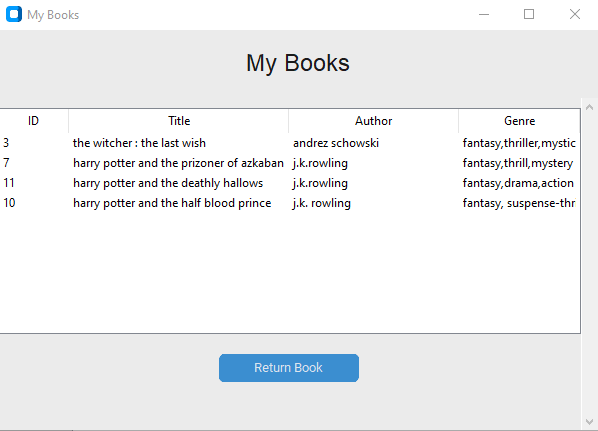 My Books
My Books
ID Title Author Genre
3 the witcher : the last wish andrez schowski fantasy,thriller,mystic
7 harry potter and the prizoner of azkaban j.k.rowling fantasy,thrill,mystery
11 harry potter and the deathly hallows j.k.rowling fantasy,drama,action
10 harry potter and the half blood prince j.k. rowling fantasy, suspense-thr
Return Book